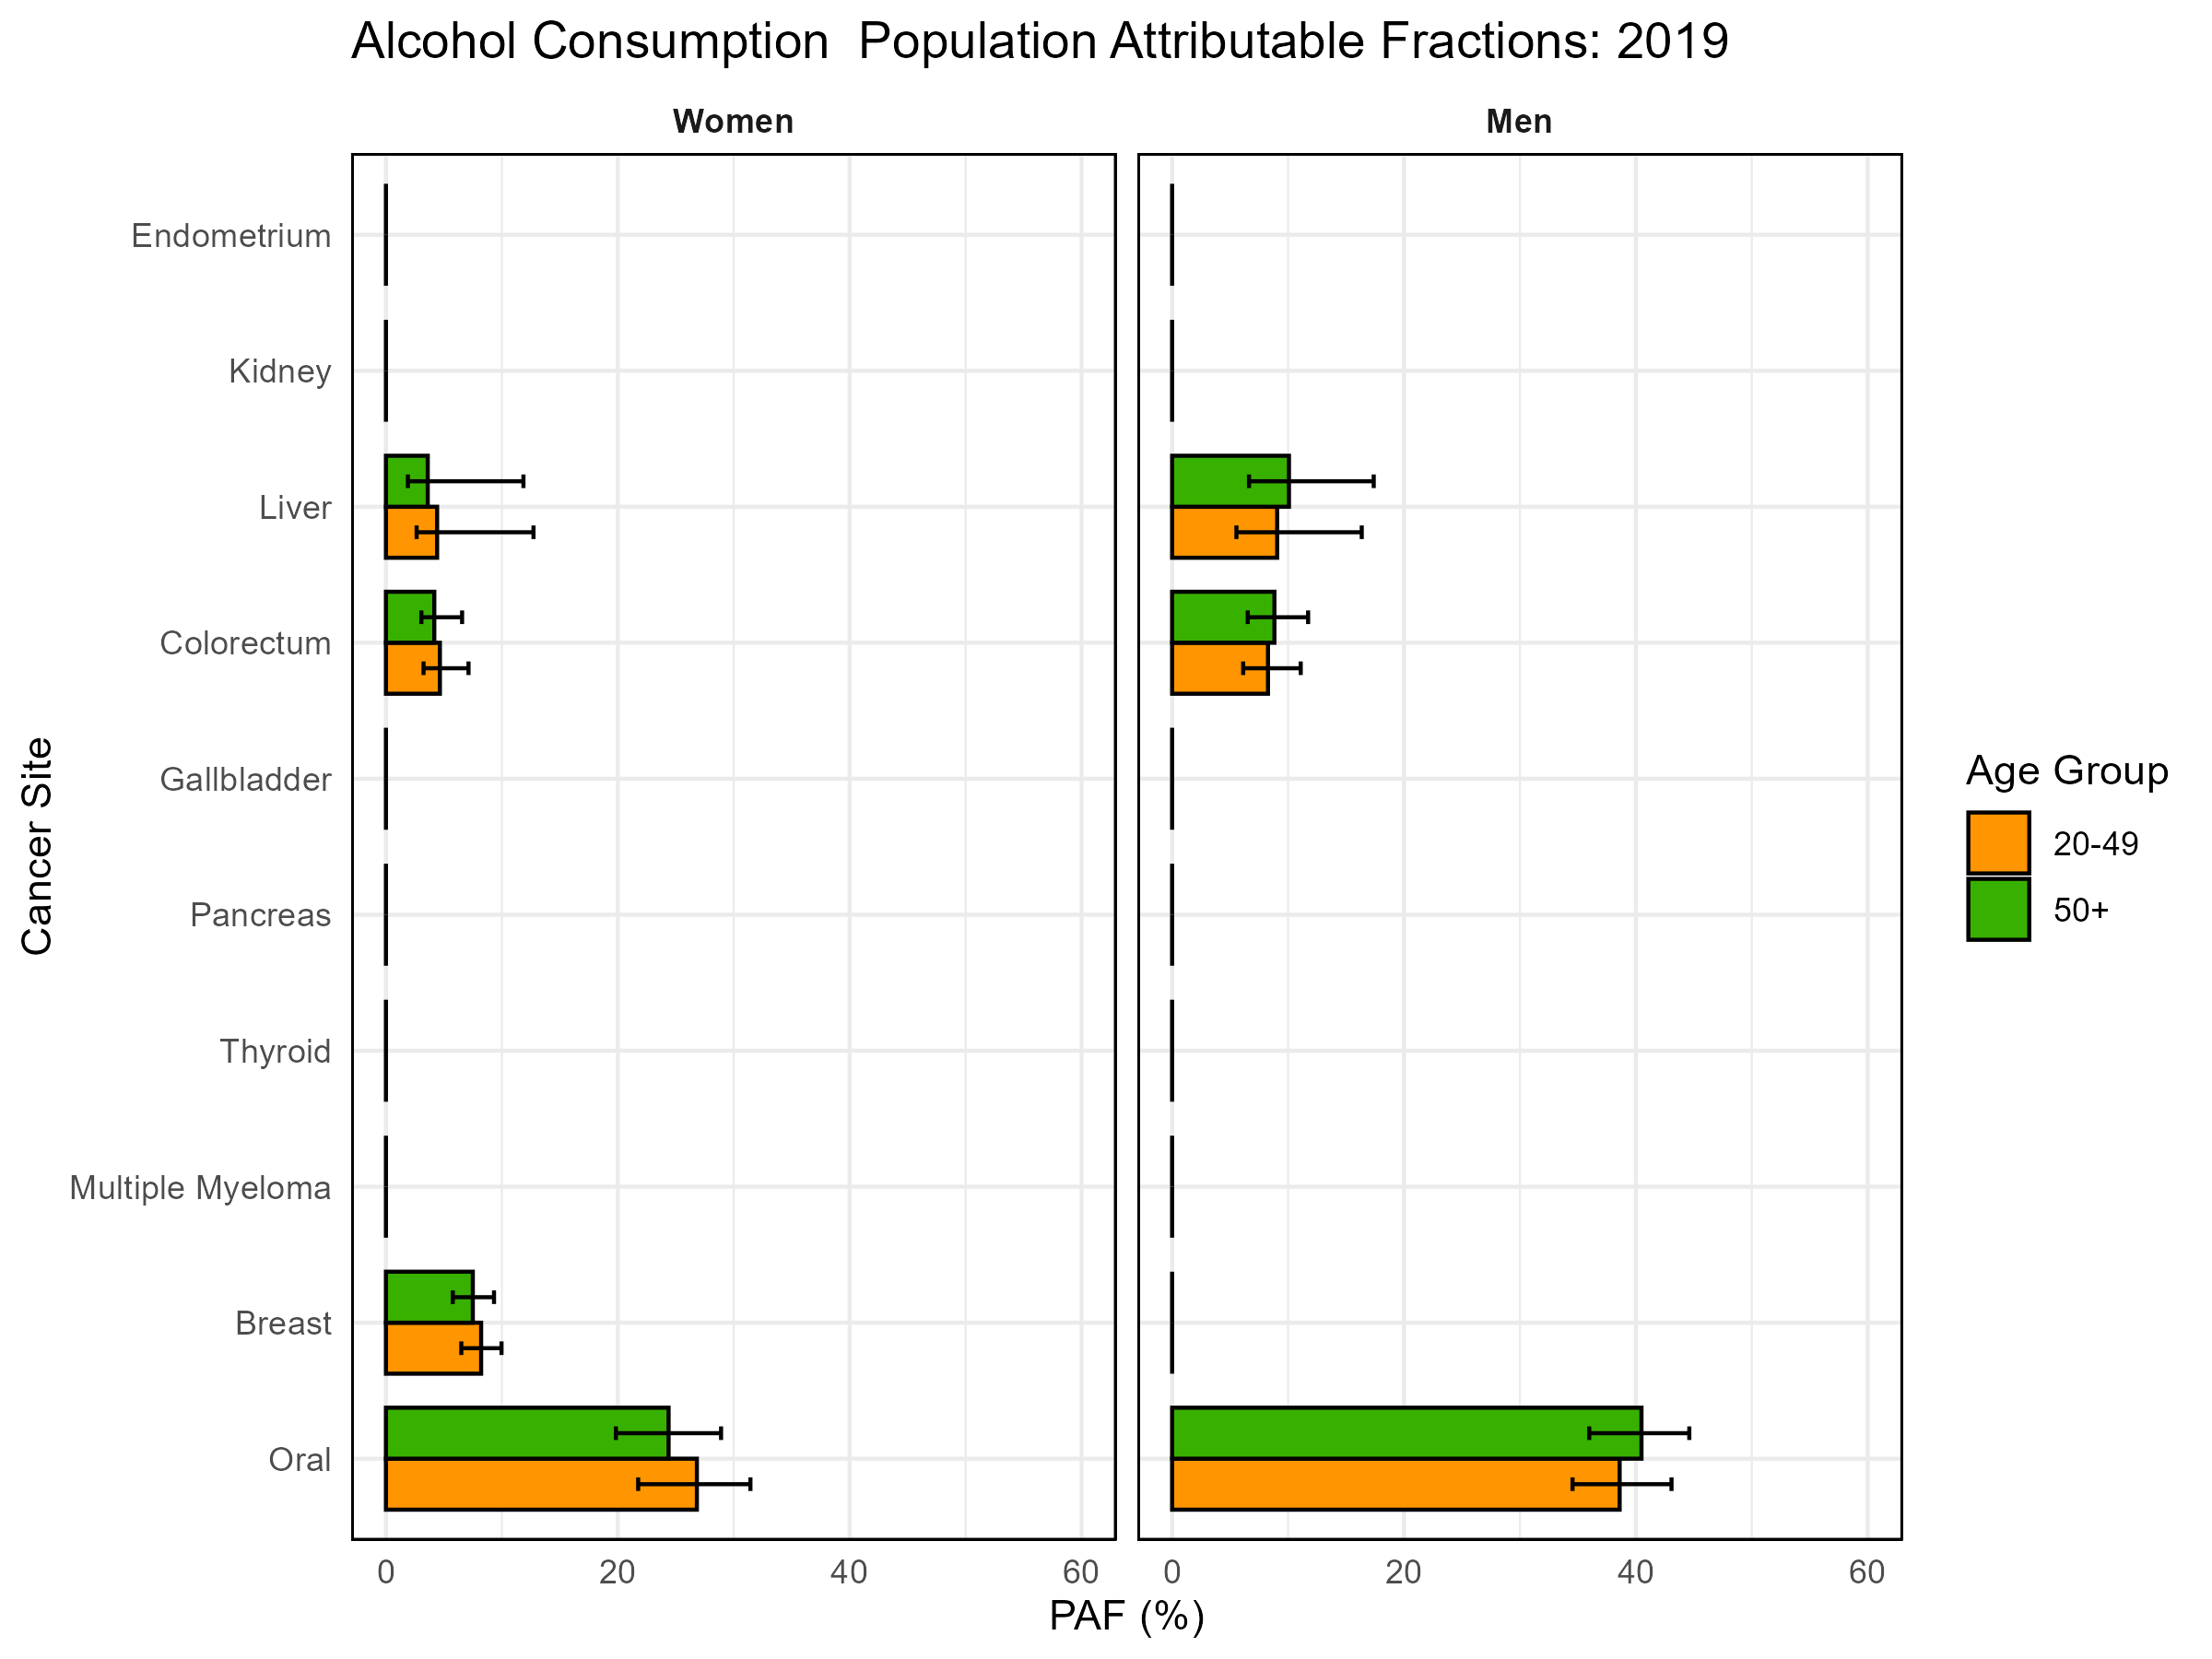 Alcohol Consumption  Population Attributable Fractions: 2019
Women
Men
Endometrium
Kidney
Liver
Colorectum
Gallbladder
Pancreas
Thyroid
Multiple Myeloma
Breast
Oral
Cancer Site
0 20 40 60
0 20 40 60
PAF (%)
Age Group
20-49
50+